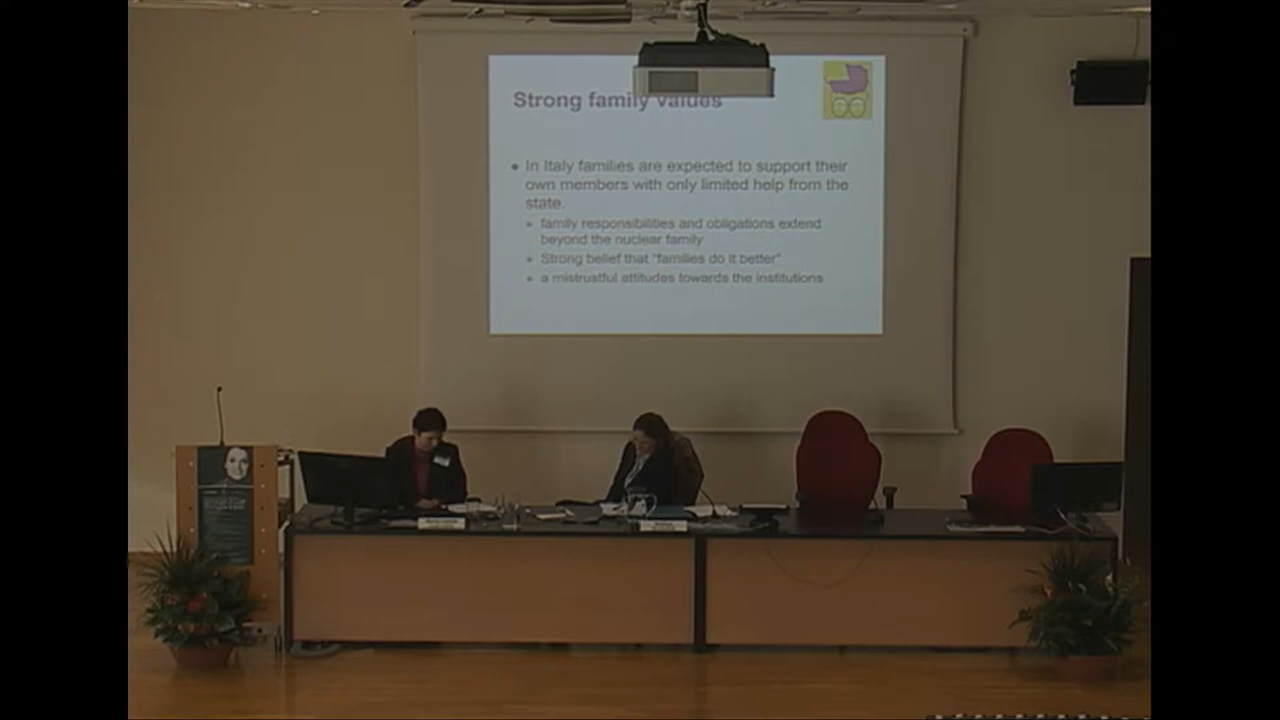 Strong family values
In Italy families are expected to support their
own members with only limited help from the
state.
family responsibilities and obligations extend
beyond the nuclear family
Strong belief that "families do it better"
a mistrustful attitudes towards the institutions